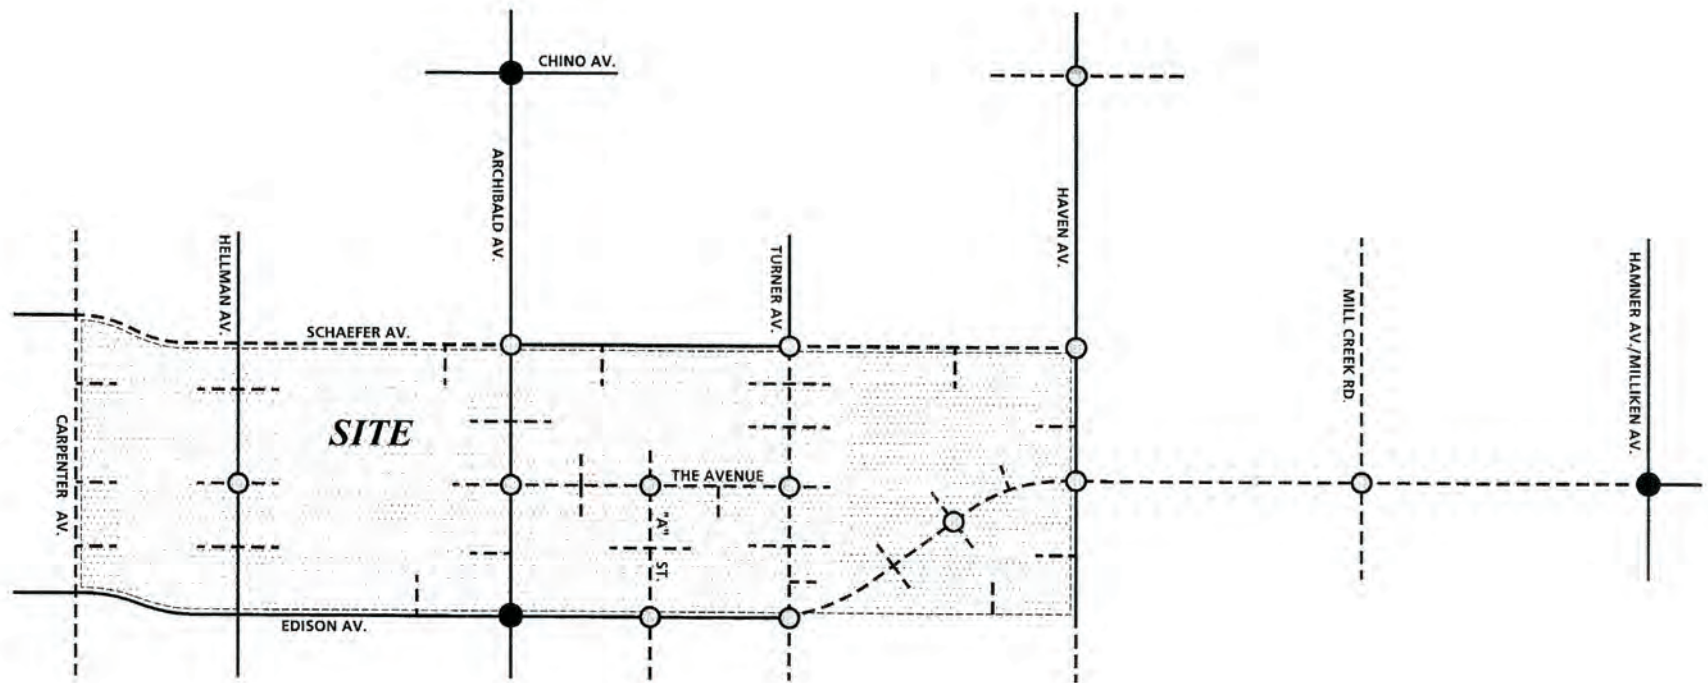 CHINO AV.
ARCHIBALD AV.
HAVEN AV.
HELLMAN AV.
TURNER AV.
HAMNER AV./MILLIKEN AV.
MILL CREEK RD.
SCHAEFER AV.
SITE
CARPENTER AV.
THE AVENUE
"A" ST.
EDISON AV.